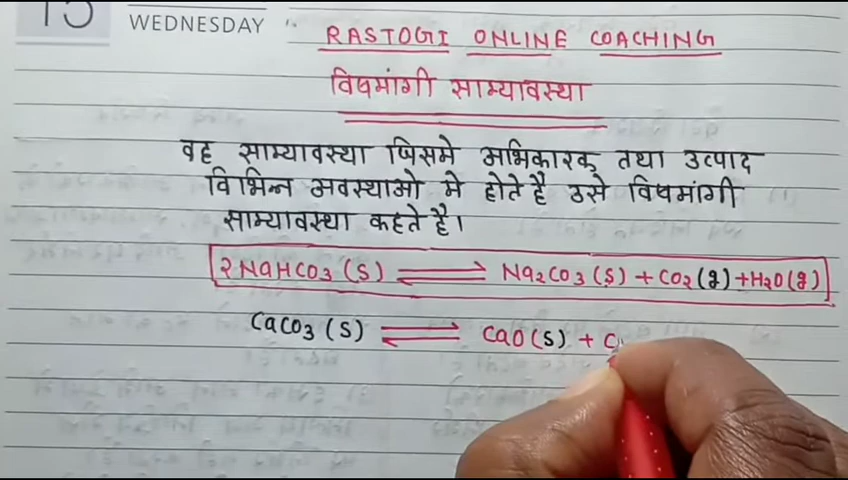 15 WEDNESDAY
RASTOGI ONLINE COACHING
विषमांगी साम्यावस्था
वह साम्यावस्था जिसमे अभिकारक तथा उत्पाद
विभिन्न अवस्थाओ मे होते है उसे विषमांगी
साम्यावस्था कहते है।
2NaHCO₃ (s) ⇌ Na₂CO₃ (s) + CO₂ (g) + H₂O (g)
CaCO₃ (s) ⇌ CaO (s) + C